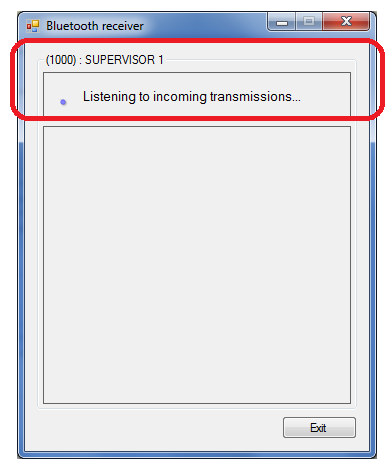 Bluetooth receiver
(1000) : SUPERVISOR 1
Listening to incoming transmissions...
Exit